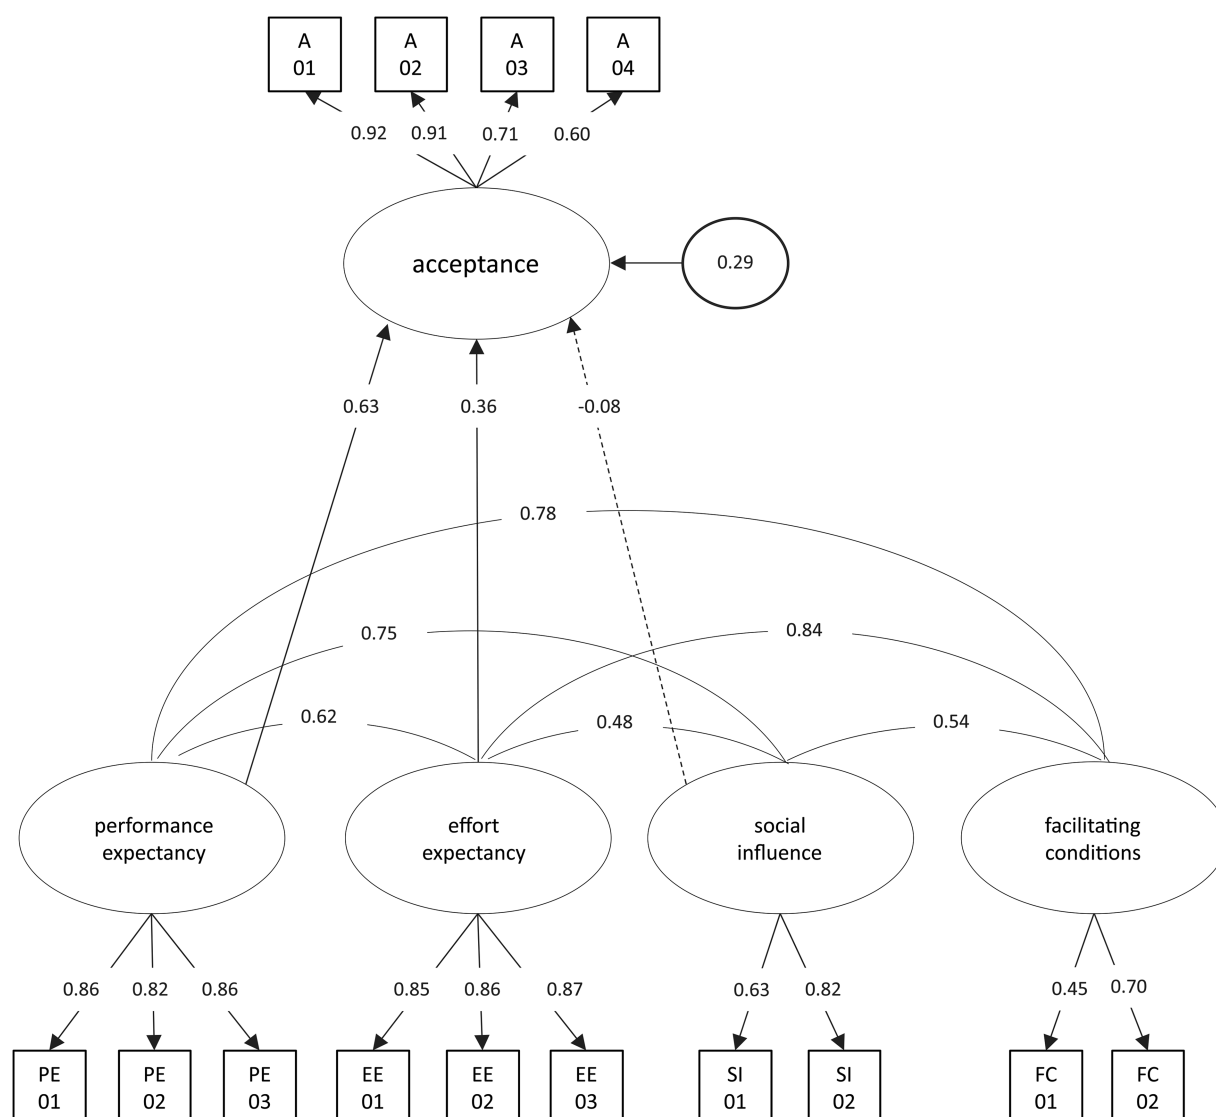 A A A A
01 02 03 04
0.92 0.91 0.71 0.60
acceptance 0.29
0.63 0.36 -0.08
0.78
0.75 0.84
0.62 0.48 0.54
performance effort social facilitating
expectancy expectancy influence conditions
0.86 0.82 0.86 0.85 0.86 0.87 0.63 0.82 0.45 0.70
PE PE PE EE EE EE SI SI FC FC
01 02 03 01 02 03 01 02 01 02